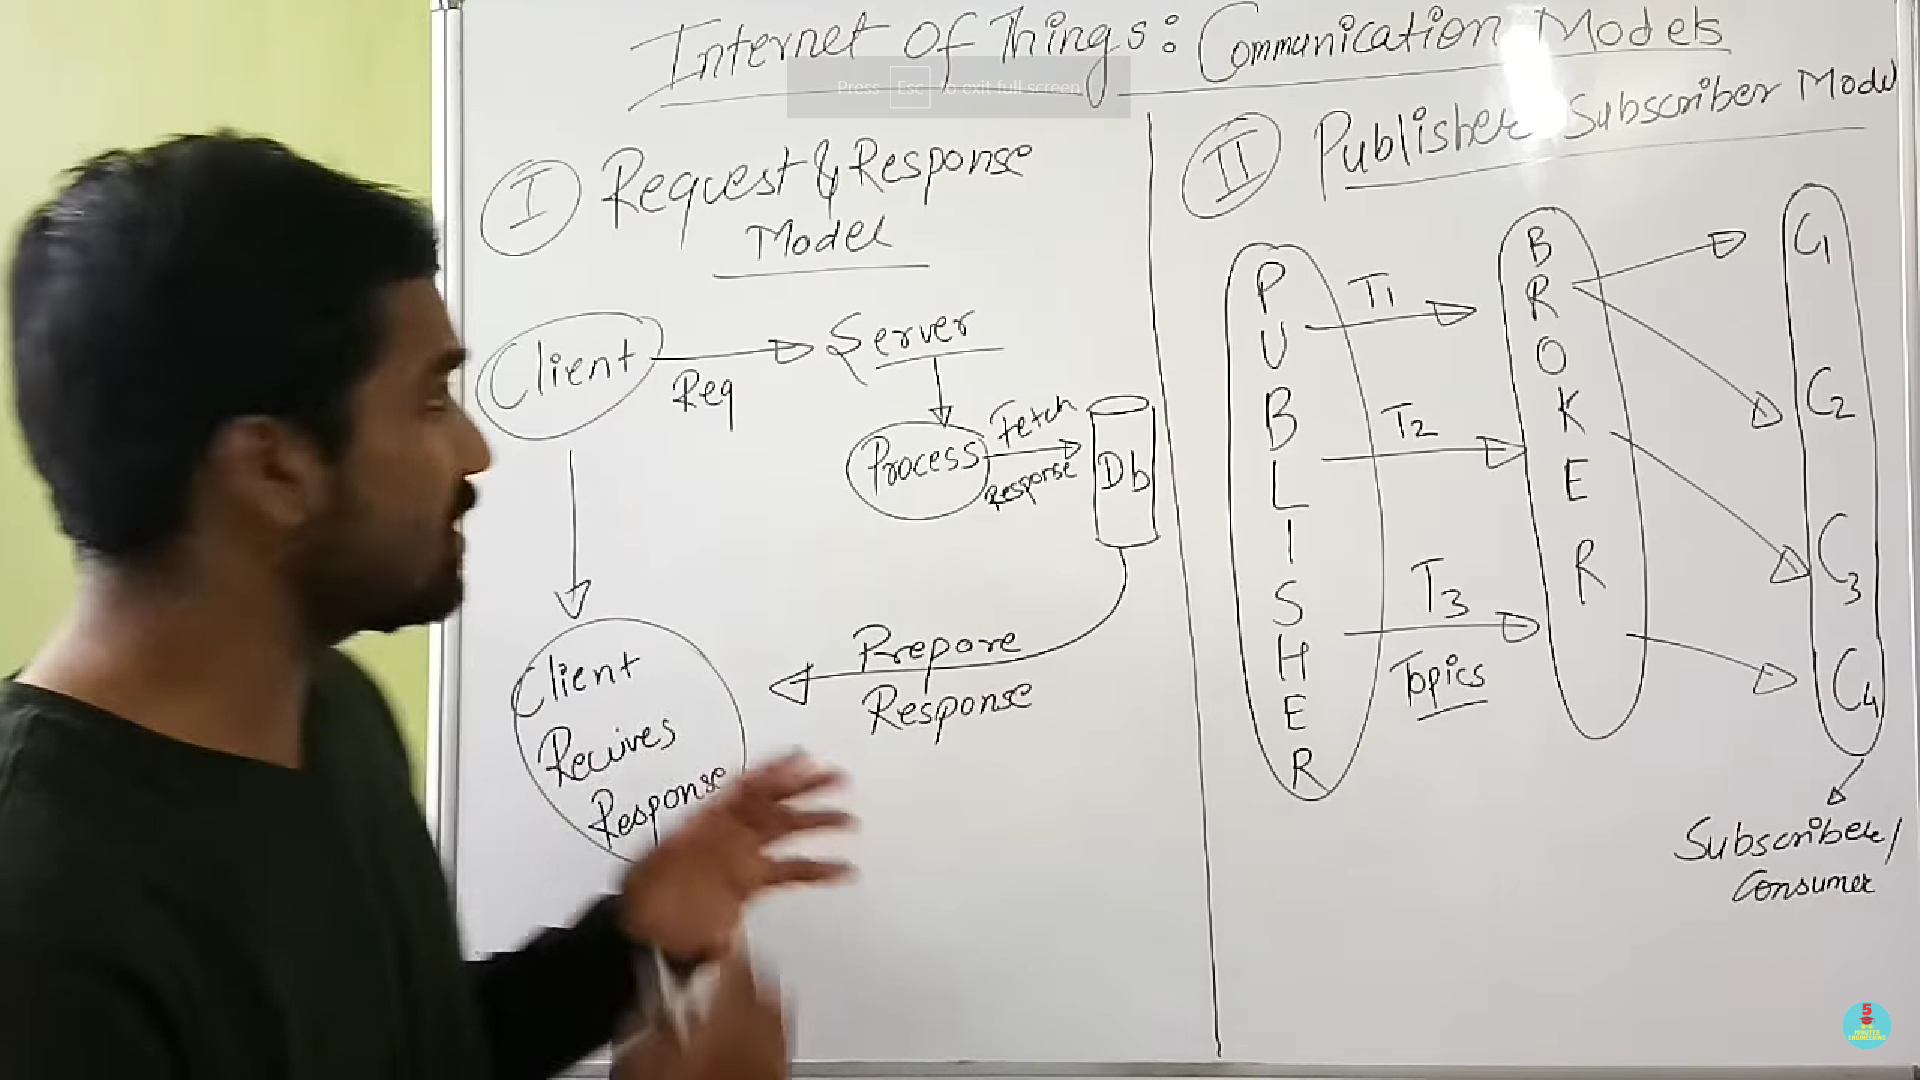 Internet Of Things: Communication Models
Press Esc to exit full screen
I Request & Response
Model
Client
Req
Server
Process
Fetch
Response
Db
Prepare
Response
Client
Recives
Response
II Publisher Subscriber Model
PUBLISHER
T1
T2
T3
Topics
BROKER
C1
C2
C3
C4
Subscriber/
Consumer
5
MINUTES
ENGINEERING